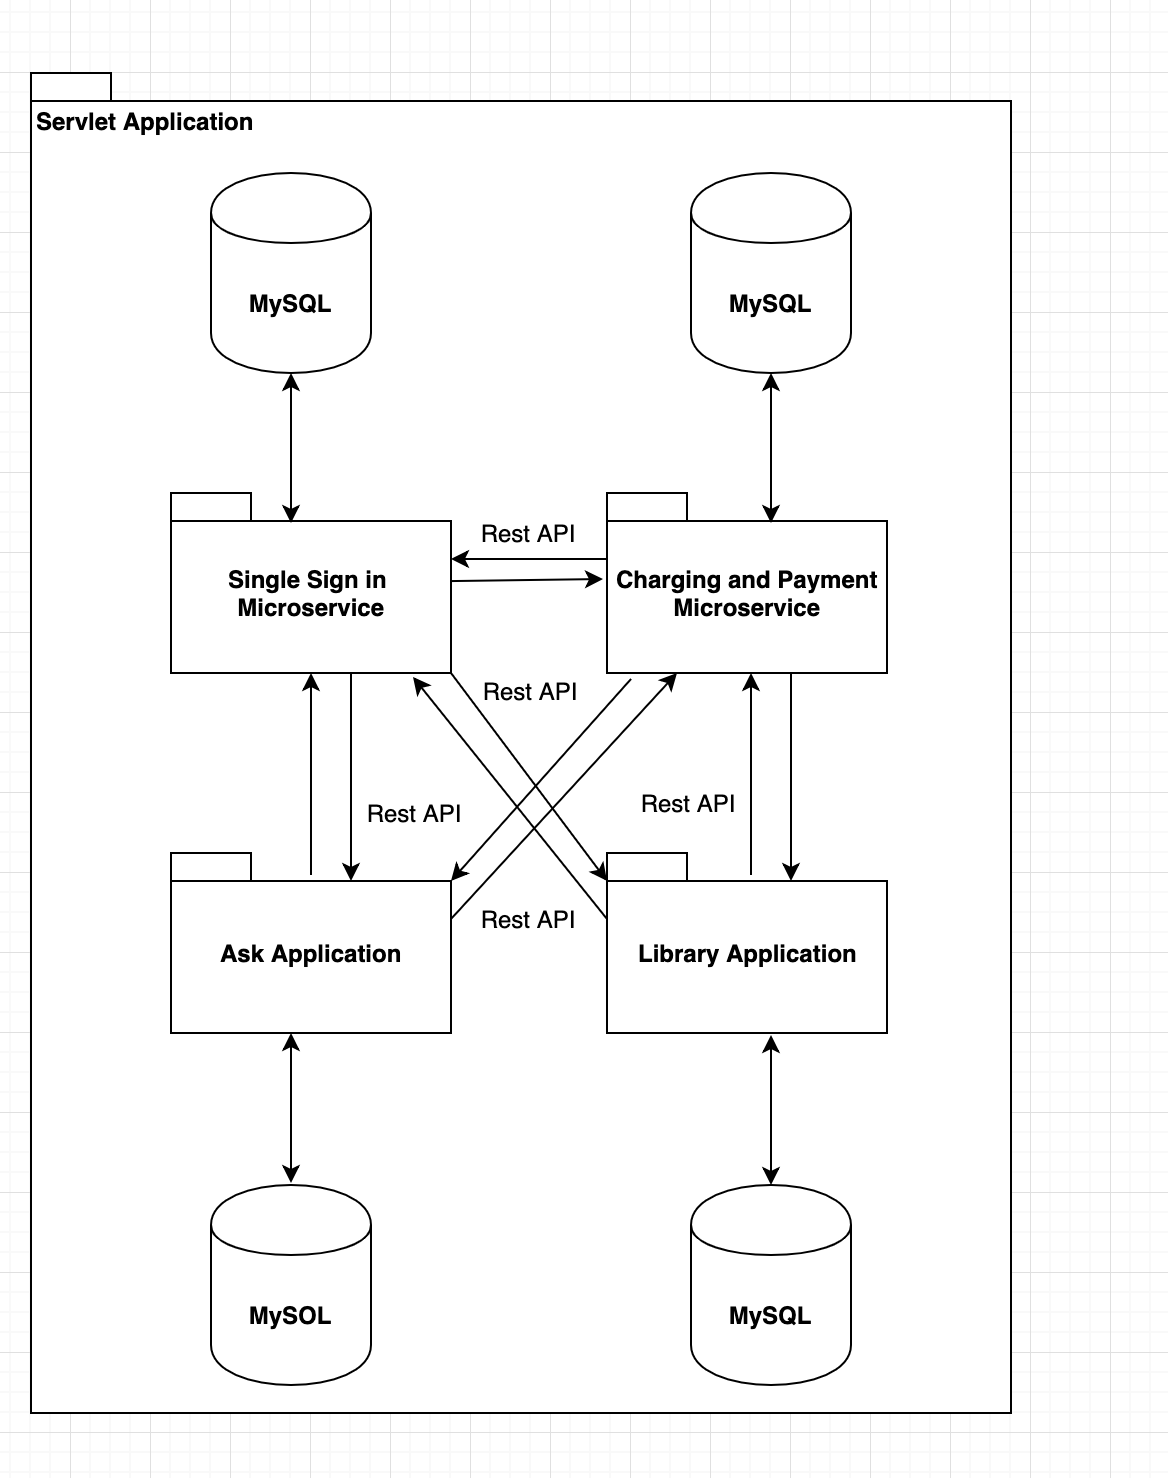 Servlet Application
MySQL
MySQL
Rest API
Single Sign in
Microservice
Charging and Payment
Microservice
Rest API
Rest API
Rest API
Rest API
Ask Application
Library Application
MySOL
MySQL